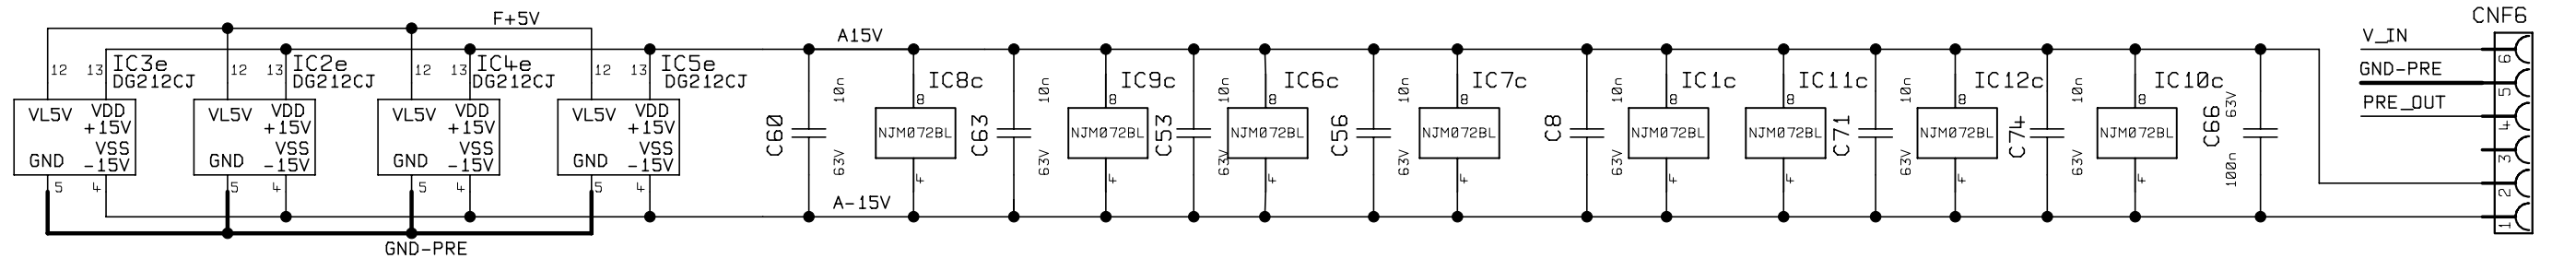 F+5V
A15V
CNF6
12 13 IC3e DG212CJ
12 13 IC2e DG212CJ
12 13 IC4e DG212CJ
12 13 IC5e DG212CJ
VL5V VDD +15V VSS -15V GND
VL5V VDD +15V VSS -15V GND
VL5V VDD +15V VSS -15V GND
VL5V VDD +15V VSS -15V GND
5 4
5 4
5 4
5 4
GND-PRE
A-15V
C60 10n 63V
IC8c 8 NJM072BL 4
C63 10n 63V
IC9c 8 NJM072BL 4
C53 10n 63V
IC6c 8 NJM072BL 4
C56 10n 63V
IC7c 8 NJM072BL 4
C8 10n 63V
IC1c 8 NJM072BL 4
IC11c 8 NJM072BL 4
C71 10n 63V
IC12c 8 NJM072BL 4
C74 10n 63V
IC10c 8 NJM072BL 4
C66 63V 100n
V_IN 6
GND-PRE 5
PRE_OUT 4
3
2
1